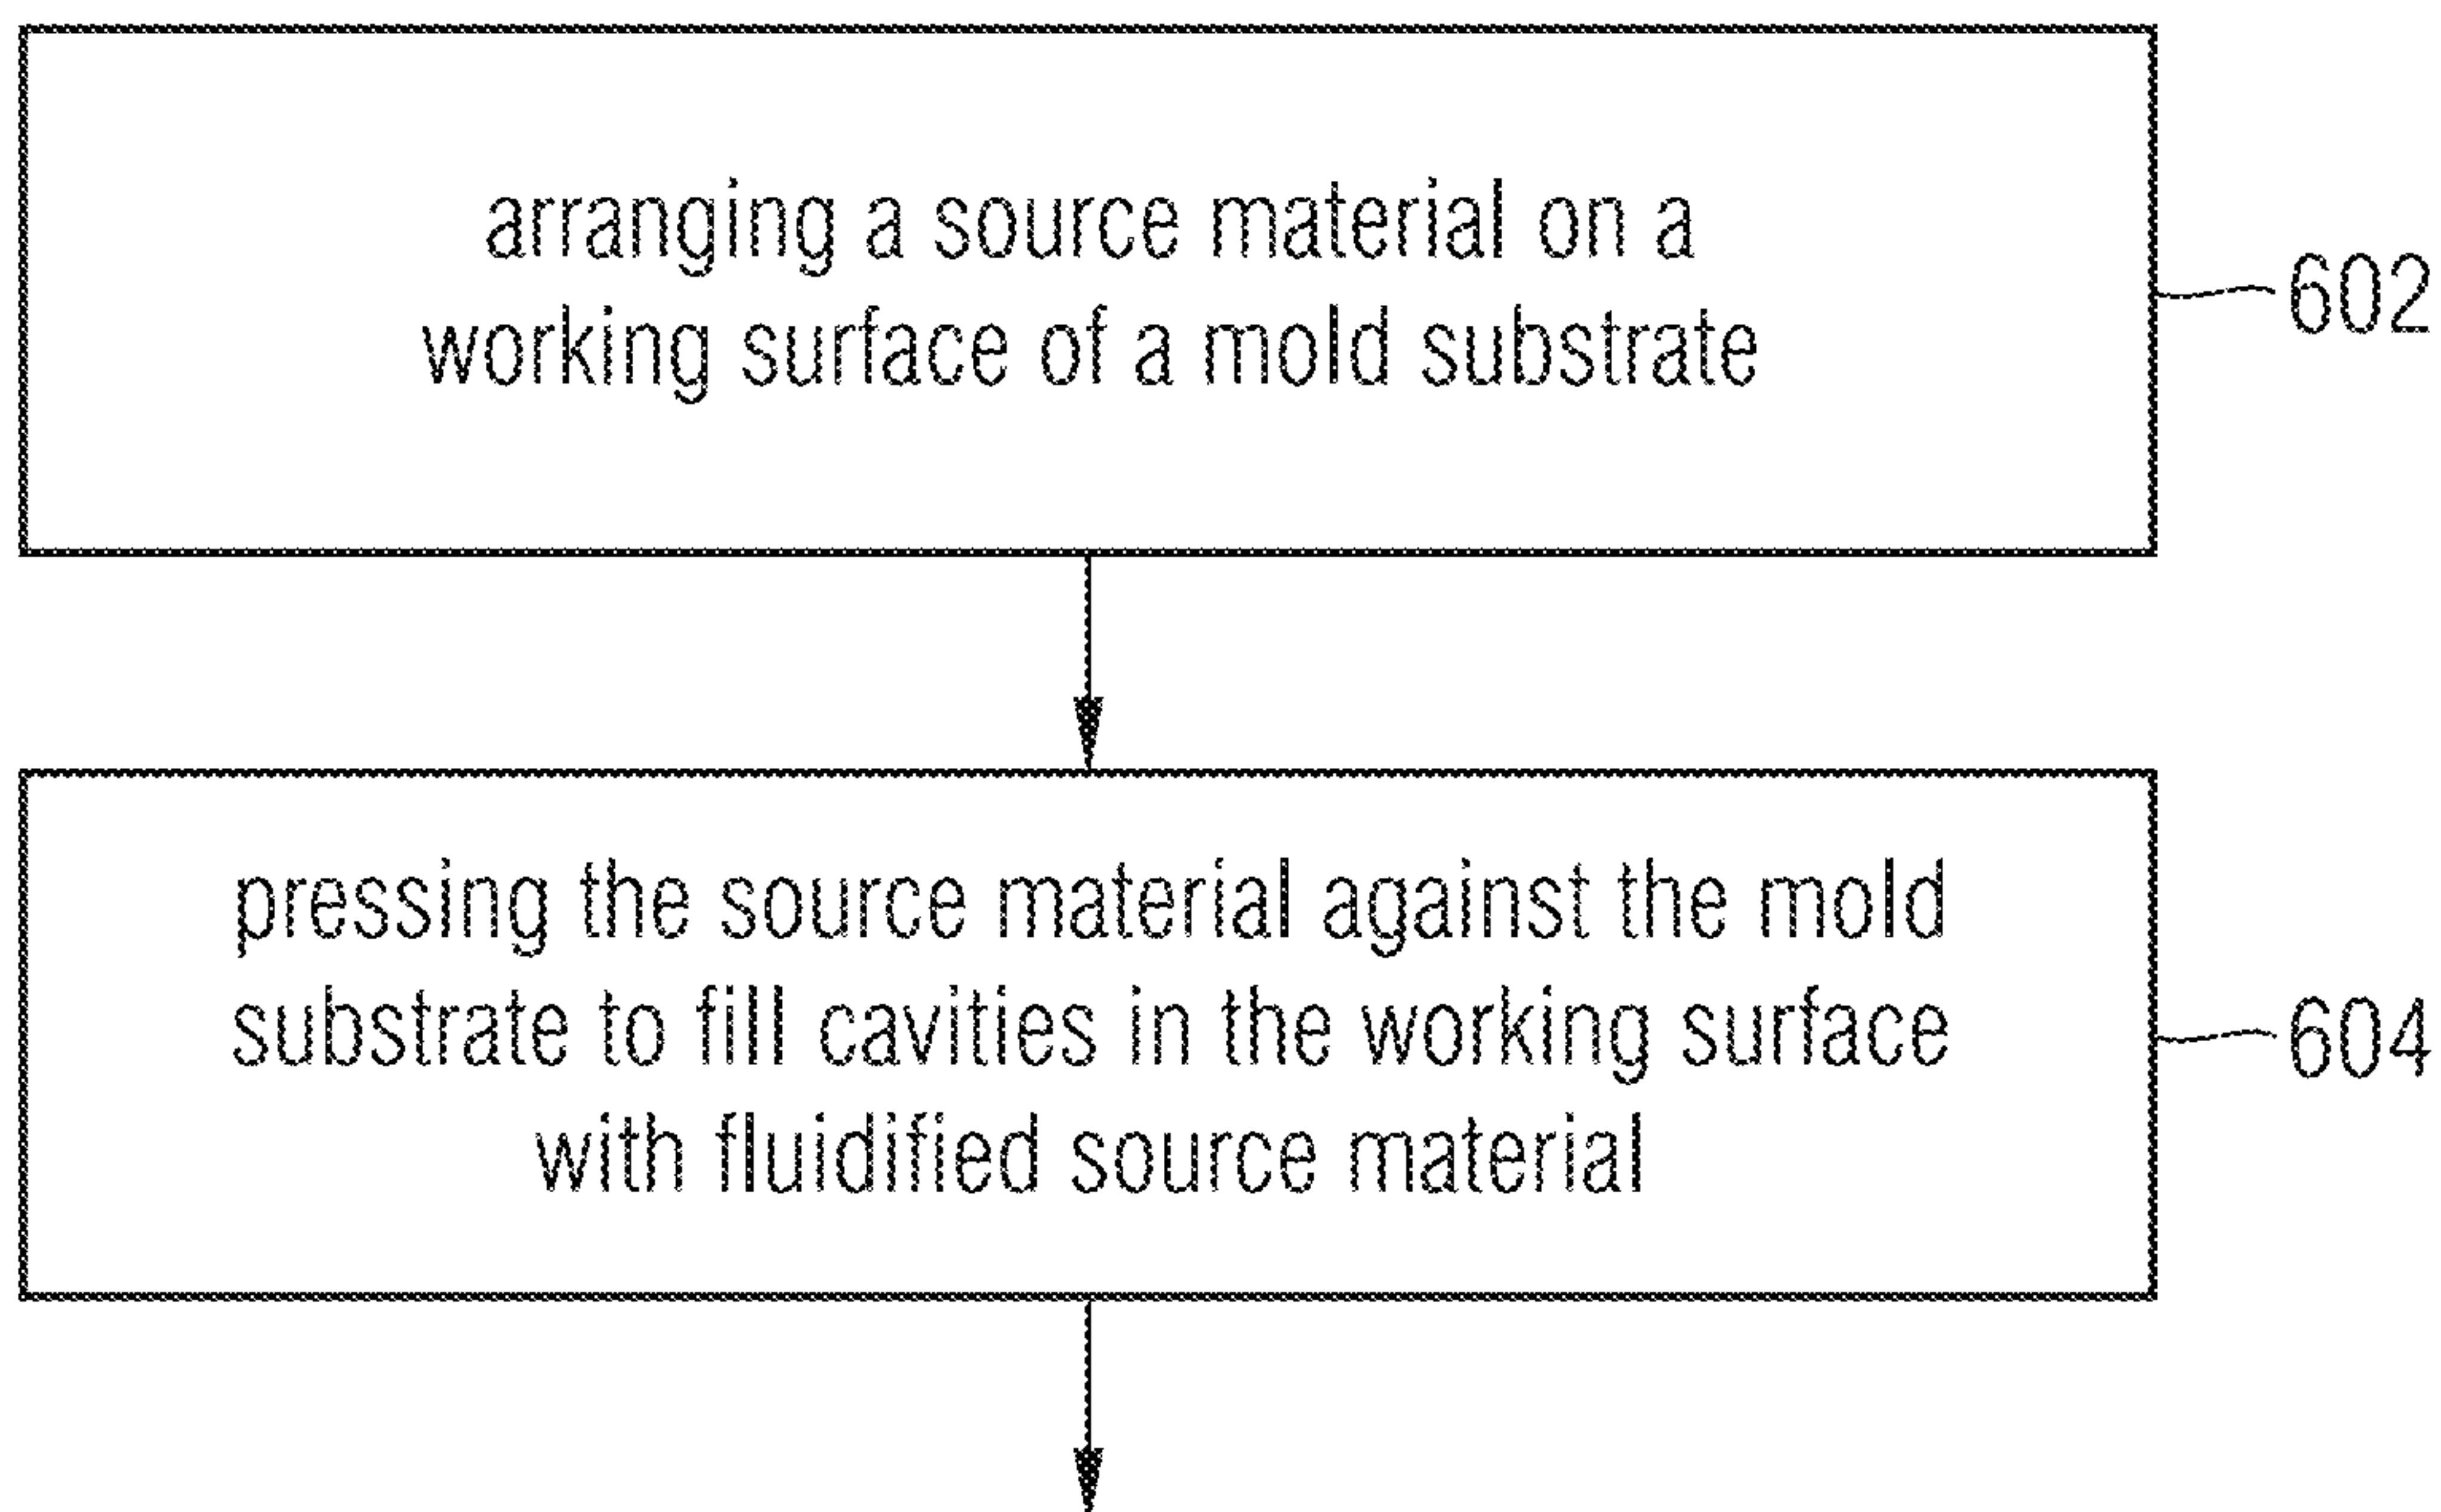 arranging a source material on a
working surface of a mold substrate
602
pressing the source material against the mold
substrate to fill cavities in the working surface
with fluidified source material
604